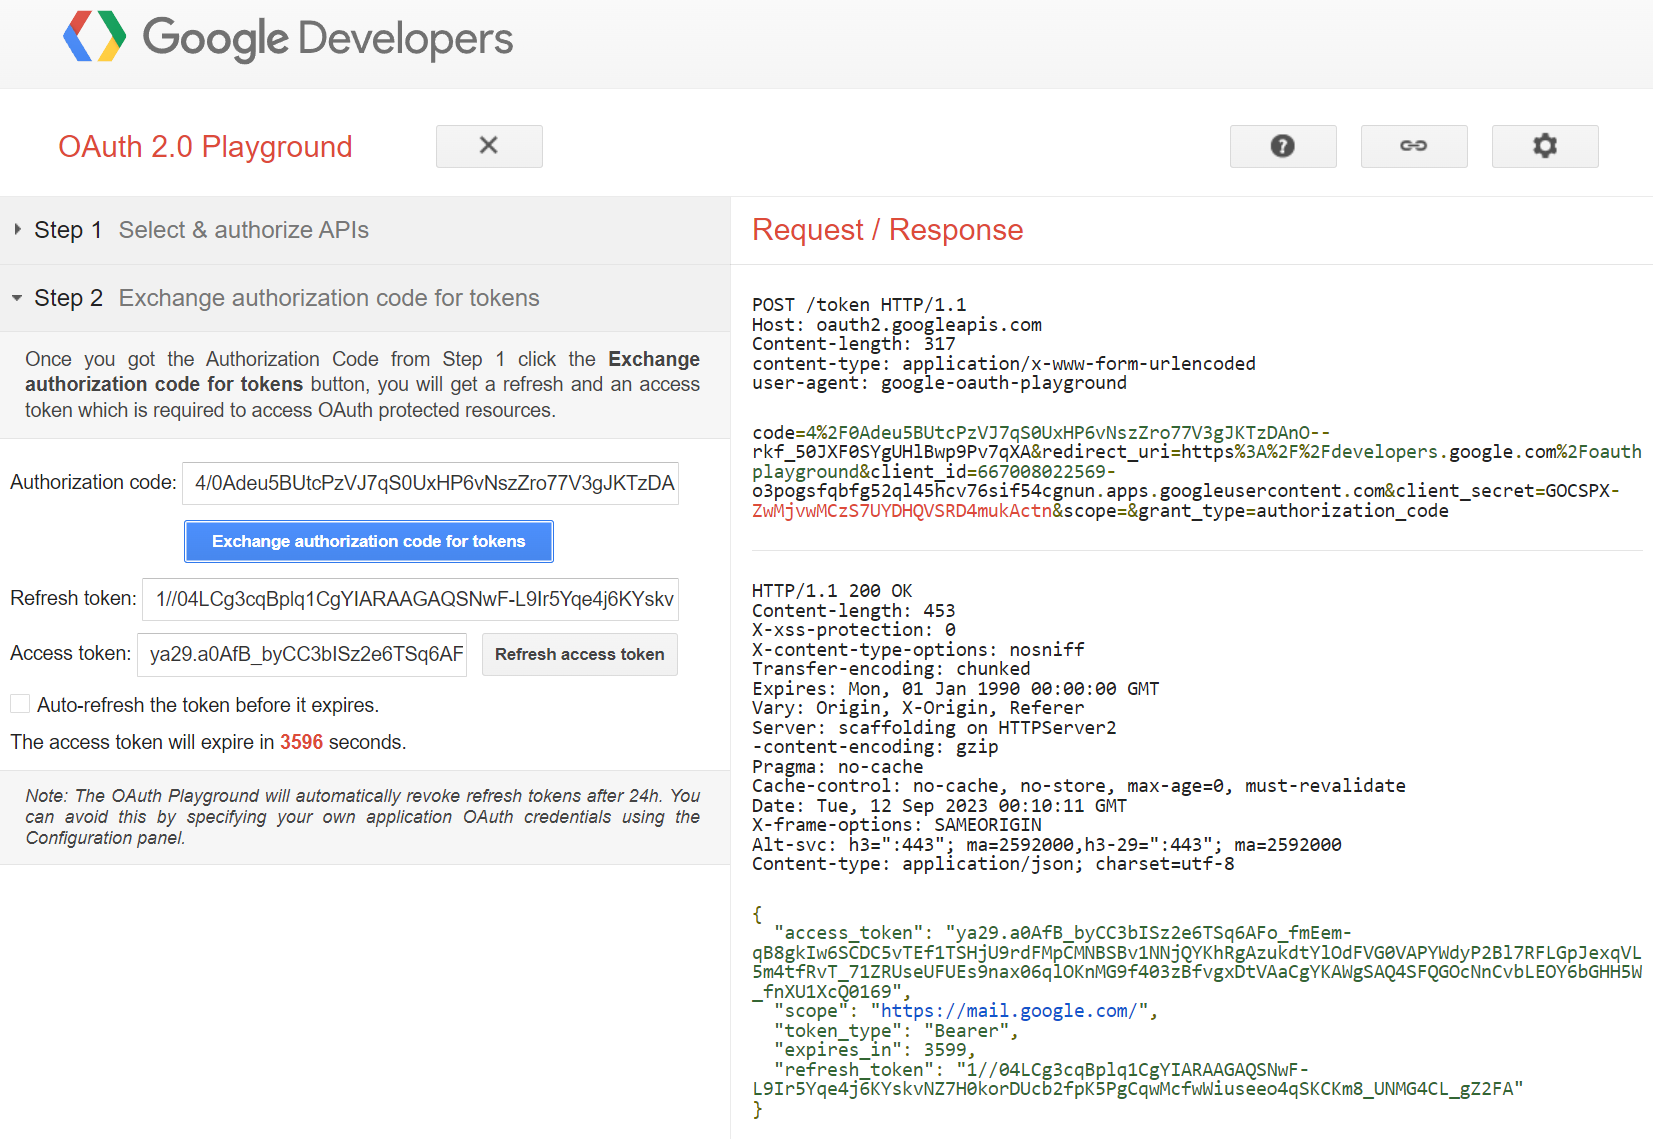 Google Developers
OAuth 2.0 Playground
Step 1 Select & authorize APIs
Step 2 Exchange authorization code for tokens
Once you got the Authorization Code from Step 1 click the Exchange
authorization code for tokens button, you will get a refresh and an access
token which is required to access OAuth protected resources.
Authorization code: 4/0Adeu5BUtcPzVJ7qS0UxHP6vNszZro77V3gJKTzDA
Exchange authorization code for tokens
Refresh token: 1//04LCg3cqBplq1CgYIARAAGAQSNwF-L9Ir5Yqe4j6KYskv
Access token: ya29.a0AfB_byCC3bISz2e6TSq6AF Refresh access token
Auto-refresh the token before it expires.
The access token will expire in 3596 seconds.
Note: The OAuth Playground will automatically revoke refresh tokens after 24h. You
can avoid this by specifying your own application OAuth credentials using the
Configuration panel.
Request / Response
POST /token HTTP/1.1
Host: oauth2.googleapis.com
Content-length: 317
content-type: application/x-www-form-urlencoded
user-agent: google-oauth-playground
code=4%2F0Adeu5BUtcPzVJ7qS0UxHP6vNszZro77V3gJKTzDAnO--
rkf_50JXF0SYgUHlBwp9Pv7qXA&redirect_uri=https%3A%2F%2Fdevelopers.google.com%2Foauth
playground&client_id=667008022569-
o3pogsfqbfg52ql45hcv76sif54cgnun.apps.googleusercontent.com&client_secret=GOCSPX-
ZwMjvwMCzS7UYDHQVSRD4mukActn&scope=&grant_type=authorization_code
HTTP/1.1 200 OK
Content-length: 453
X-xss-protection: 0
X-content-type-options: nosniff
Transfer-encoding: chunked
Expires: Mon, 01 Jan 1990 00:00:00 GMT
Vary: Origin, X-Origin, Referer
Server: scaffolding on HTTPServer2
-content-encoding: gzip
Pragma: no-cache
Cache-control: no-cache, no-store, max-age=0, must-revalidate
Date: Tue, 12 Sep 2023 00:10:11 GMT
X-frame-options: SAMEORIGIN
Alt-svc: h3=":443"; ma=2592000,h3-29=":443"; ma=2592000
Content-type: application/json; charset=utf-8
{
"access_token": "ya29.a0AfB_byCC3bISz2e6TSq6AFo_fmEem-
qB8gkIw6SCDC5vTEf1TSHjU9rdFMpCMNBSBv1NNjQYKhRgAzukdtYlOdFVG0VAPYWdyP2Bl7RFLGpJexqVL
5m4tfRvT_71ZRUseUFUEs9nax06qlOKnMG9f403zBfvgxDtVAaCgYKAWgSAQ4SFQGOcNnCvbLEOY6bGHH5W
_fnXU1XcQ0169",
"scope": "https://mail.google.com/",
"token_type": "Bearer",
"expires_in": 3599,
"refresh_token": "1//04LCg3cqBplq1CgYIARAAGAQSNwF-
L9Ir5Yqe4j6KYskvNZ7H0korDUcb2fpK5PgCqwMcfwWiuseeo4qSKCKm8_UNMG4CL_gZ2FA"
}